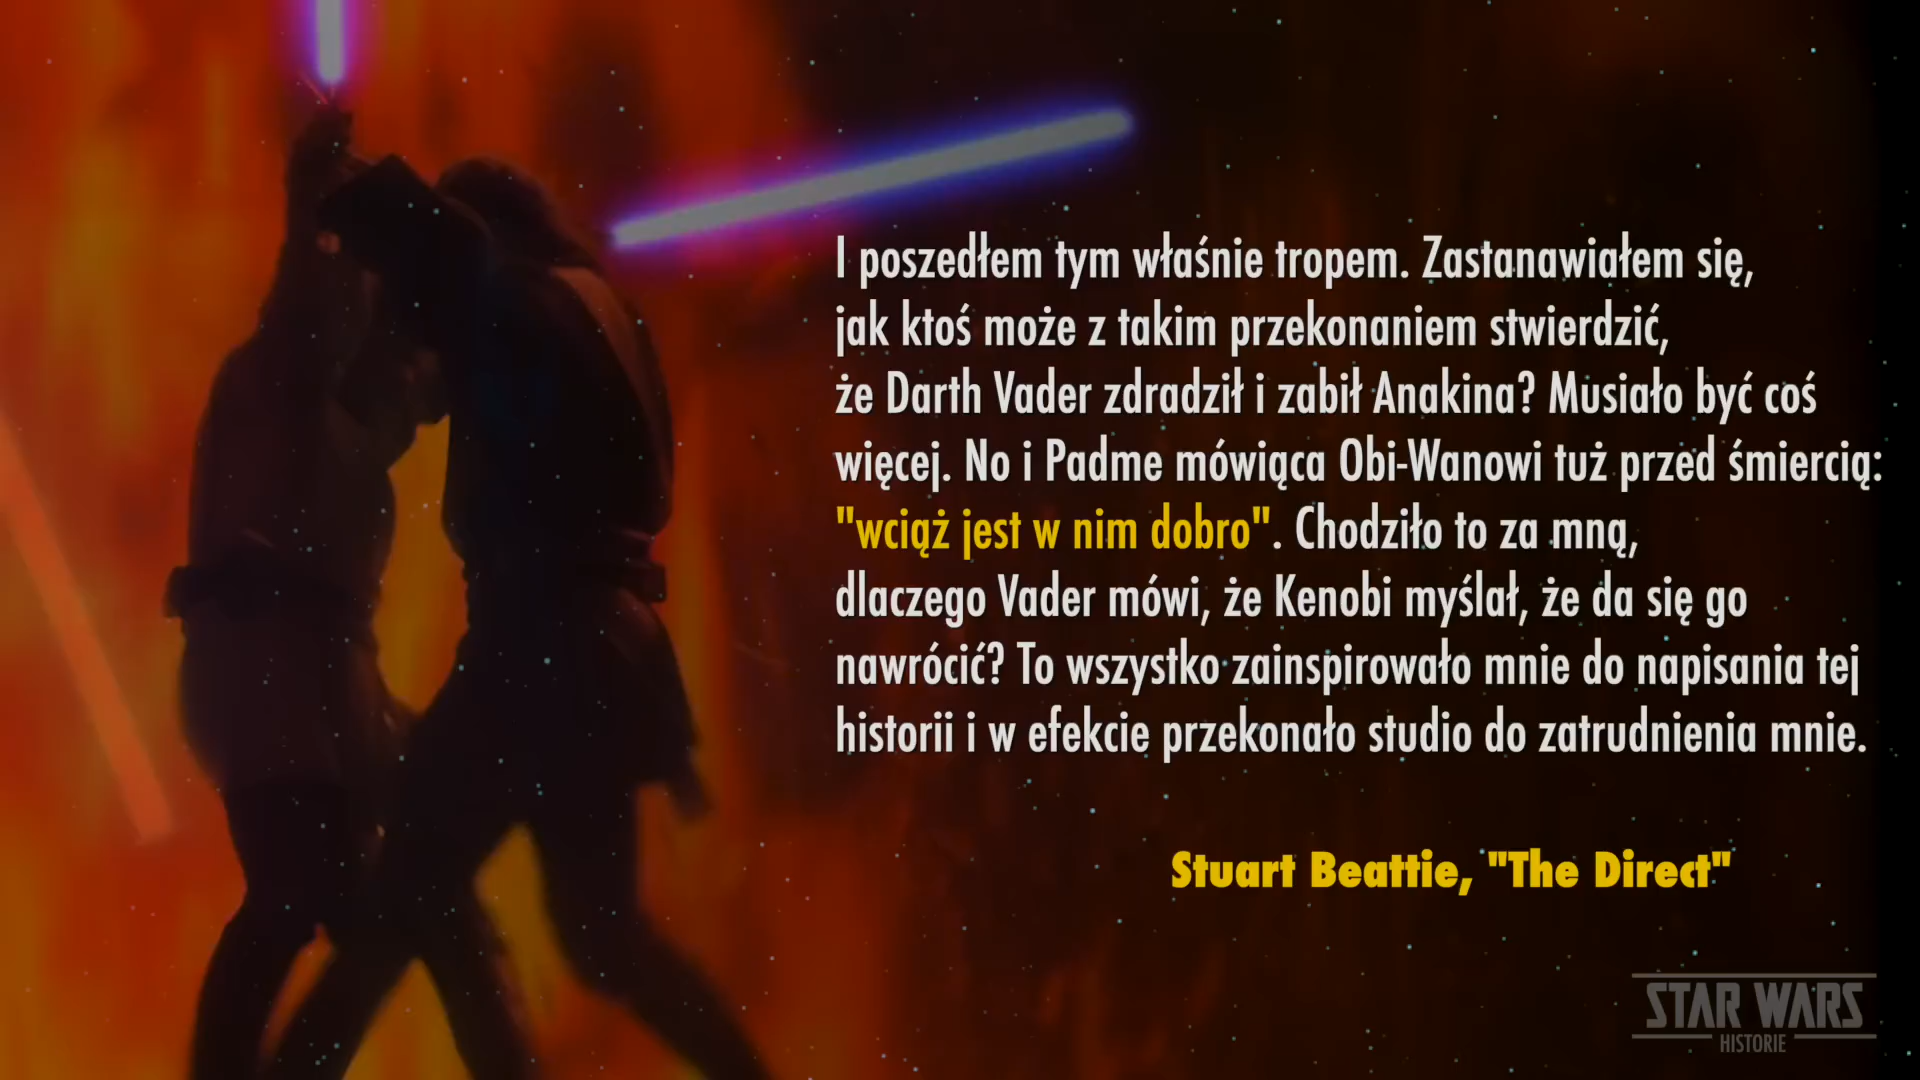 I poszedłem tym właśnie tropem. Zastanawiałem się,
jak ktoś może z takim przekonaniem stwierdzić,
że Darth Vader zdradził i zabił Anakina? Musiało być coś
więcej. No i Padme mówiąca Obi-Wanowi tuż przed śmiercią:
"wciąż jest w nim dobro". Chodziło to za mną,
dlaczego Vader mówi, że Kenobi myślał, że da się go
nawrócić? To wszystko zainspirowało mnie do napisania tej
historii i w efekcie przekonało studio do zatrudnienia mnie.
Stuart Beattie, "The Direct"
STAR WARS
HISTORIE